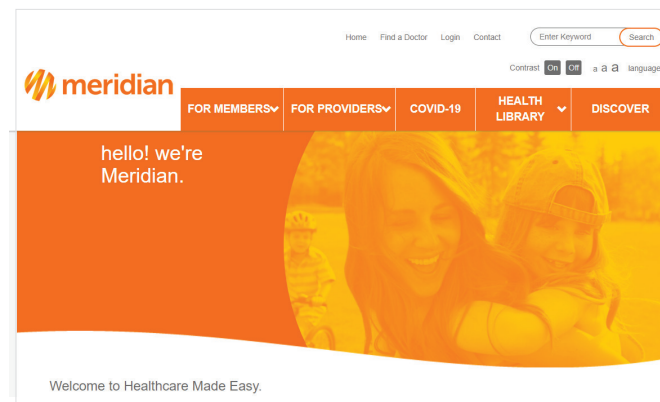 Home Find a Doctor Login Contact Enter Keyword Search
Contrast On Off a a a language
meridian
FOR MEMBERS FOR PROVIDERS COVID-19 HEALTH LIBRARY DISCOVER
hello! we're
Meridian.
Welcome to Healthcare Made Easy.